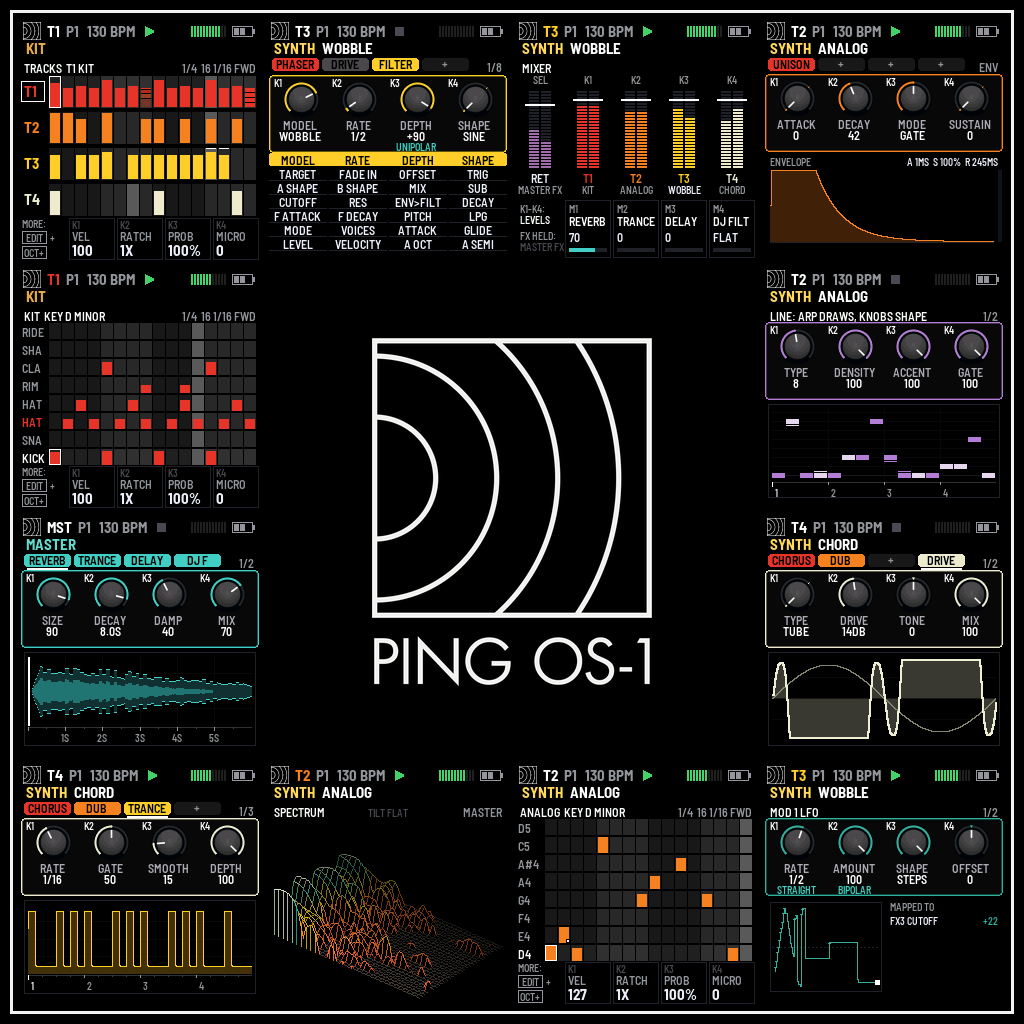 T1 P1 130 BPM
KIT
TRACKS T1 KIT 1/4 16 1/16 FWD
T1
T2
T3
T4
MORE: K1 K2 K3 K4
EDIT + VEL RATCH PROB MICRO
OCT+ 100 1X 100% 0
T3 P1 130 BPM
SYNTH WOBBLE
PHASER DRIVE FILTER + 1/8
K1 K2 K3 K4
MODEL RATE DEPTH SHAPE
WOBBLE 1/2 +90 SINE
UNIPOLAR
MODEL RATE DEPTH SHAPE
TARGET FADE IN OFFSET TRIG
A SHAPE B SHAPE MIX SUB
CUTOFF RES ENV>FILT DECAY
F ATTACK F DECAY PITCH LPG
MODE VOICES ATTACK GLIDE
LEVEL VELOCITY A OCT A SEMI
T3 P1 130 BPM
SYNTH WOBBLE
MIXER
SEL K1 K2 K3 K4
RET T1 T2 T3 T4
MASTER FX KIT ANALOG WOBBLE CHORD
K1-K4: M1 M2 M3 M4
LEVELS REVERB TRANCE DELAY DJ FILT
FX HELD: 70 0 0 FLAT
MASTER FX
T2 P1 130 BPM
SYNTH ANALOG
UNISON + + + ENV
K1 K2 K3 K4
ATTACK DECAY MODE SUSTAIN
0 42 GATE 0
ENVELOPE A 1MS S 100% R 245MS
T1 P1 130 BPM
KIT
KIT KEY D MINOR 1/4 16 1/16 FWD
RIDE
SHA
CLA
RIM
HAT
HAT
SNA
KICK
MORE: K1 K2 K3 K4
EDIT + VEL RATCH PROB MICRO
OCT+ 100 1X 100% 0
T2 P1 130 BPM
SYNTH ANALOG
LINE: ARP DRAWS, KNOBS SHAPE 1/2
K1 K2 K3 K4
TYPE DENSITY ACCENT GATE
8 100 100 100
1 2 3 4
MST P1 130 BPM
MASTER
REVERB TRANCE DELAY DJ F 1/2
K1 K2 K3 K4
SIZE DECAY DAMP MIX
90 8.0S 40 70
1S 2S 3S 4S 5S
PING OS-1
T4 P1 130 BPM
SYNTH CHORD
CHORUS DUB + DRIVE 1/2
K1 K2 K3 K4
TYPE DRIVE TONE MIX
TUBE 14DB 0 100
T4 P1 130 BPM
SYNTH CHORD
CHORUS DUB TRANCE + 1/3
K1 K2 K3 K4
RATE GATE SMOOTH DEPTH
1/16 50 15 100
1 2 3 4
T2 P1 130 BPM
SYNTH ANALOG
SPECTRUM TILT FLAT MASTER
T2 P1 130 BPM
SYNTH ANALOG
ANALOG KEY D MINOR 1/4 16 1/16 FWD
D5
C5
A#4
A4
G4
F4
E4
D4
MORE: K1 K2 K3 K4
EDIT + VEL RATCH PROB MICRO
OCT+ 127 1X 100% 0
T3 P1 130 BPM
SYNTH WOBBLE
MOD 1 LFO 1/2
K1 K2 K3 K4
RATE AMOUNT SHAPE OFFSET
1/2 100 STEPS 0
STRAIGHT BIPOLAR
MAPPED TO
FX3 CUTOFF +22